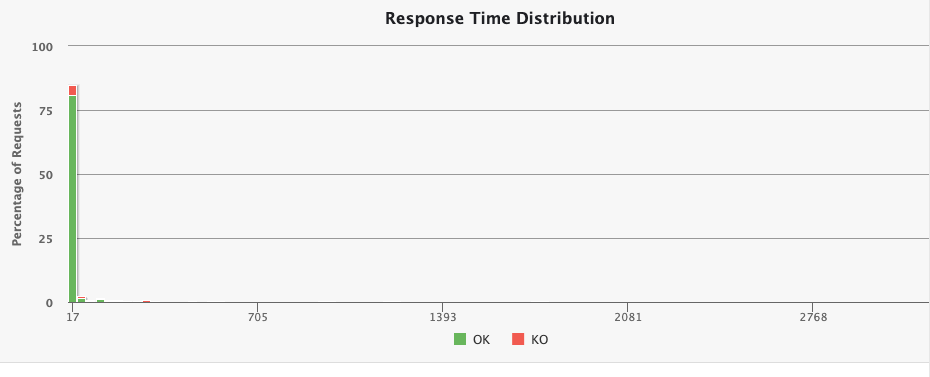 Response Time Distribution
Percentage of Requests
100
75
50
25
0
17 705 1393 2081 2768
OK KO